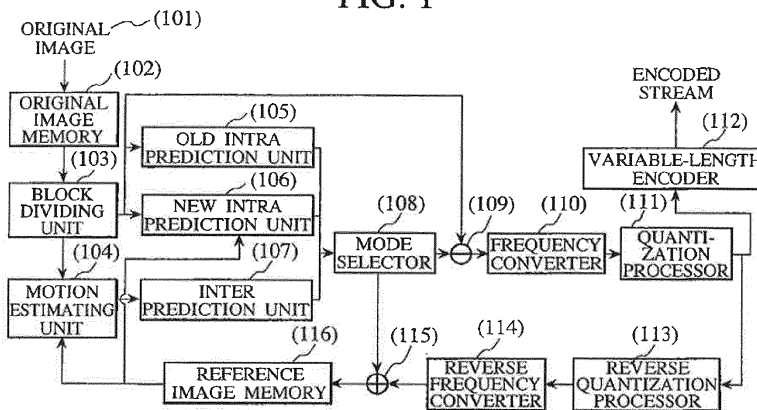 FIG. 1
ORIGINAL
IMAGE
(101)
(102)
ORIGINAL
IMAGE
MEMORY
(103)
BLOCK
DIVIDING
UNIT
(104)
MOTION
ESTIMATING
UNIT
(105)
OLD INTRA
PREDICTION UNIT
(106)
NEW INTRA
PREDICTION UNIT
(107)
INTER
PREDICTION UNIT
(108)
MODE
SELECTOR
(109)
(110)
FREQUENCY
CONVERTER
(111)
QUANTI-
ZATION
PROCESSOR
ENCODED
STREAM
(112)
VARIABLE-LENGTH
ENCODER
(113)
REVERSE
QUANTIZATION
PROCESSOR
(114)
REVERSE
FREQUENCY
CONVERTER
(115)
(116)
REFERENCE
IMAGE MEMORY